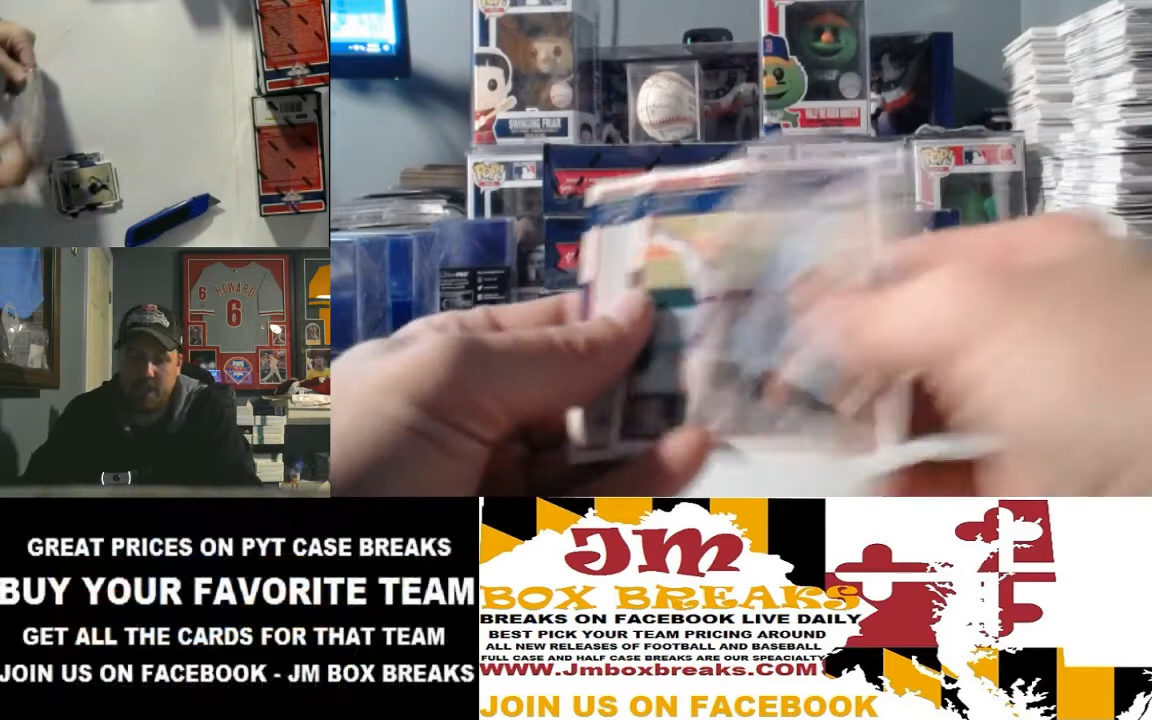 SWINGING FRIAR
POP!
POP!
HOWARD
6
6
GREAT PRICES ON PYT CASE BREAKS
BUY YOUR FAVORITE TEAM
GET ALL THE CARDS FOR THAT TEAM
JOIN US ON FACEBOOK - JM BOX BREAKS
JM
BOX BREAKS
BREAKS ON FACEBOOK LIVE DAILY
BEST PICK YOUR TEAM PRICING AROUND
ALL NEW RELEASES OF FOOTBALL AND BASEBALL
FULL CASE AND HALF CASE BREAKS ARE OUR SPEACIALTY
WWW.Jmboxbreaks.COM
JOIN US ON FACEBOOK